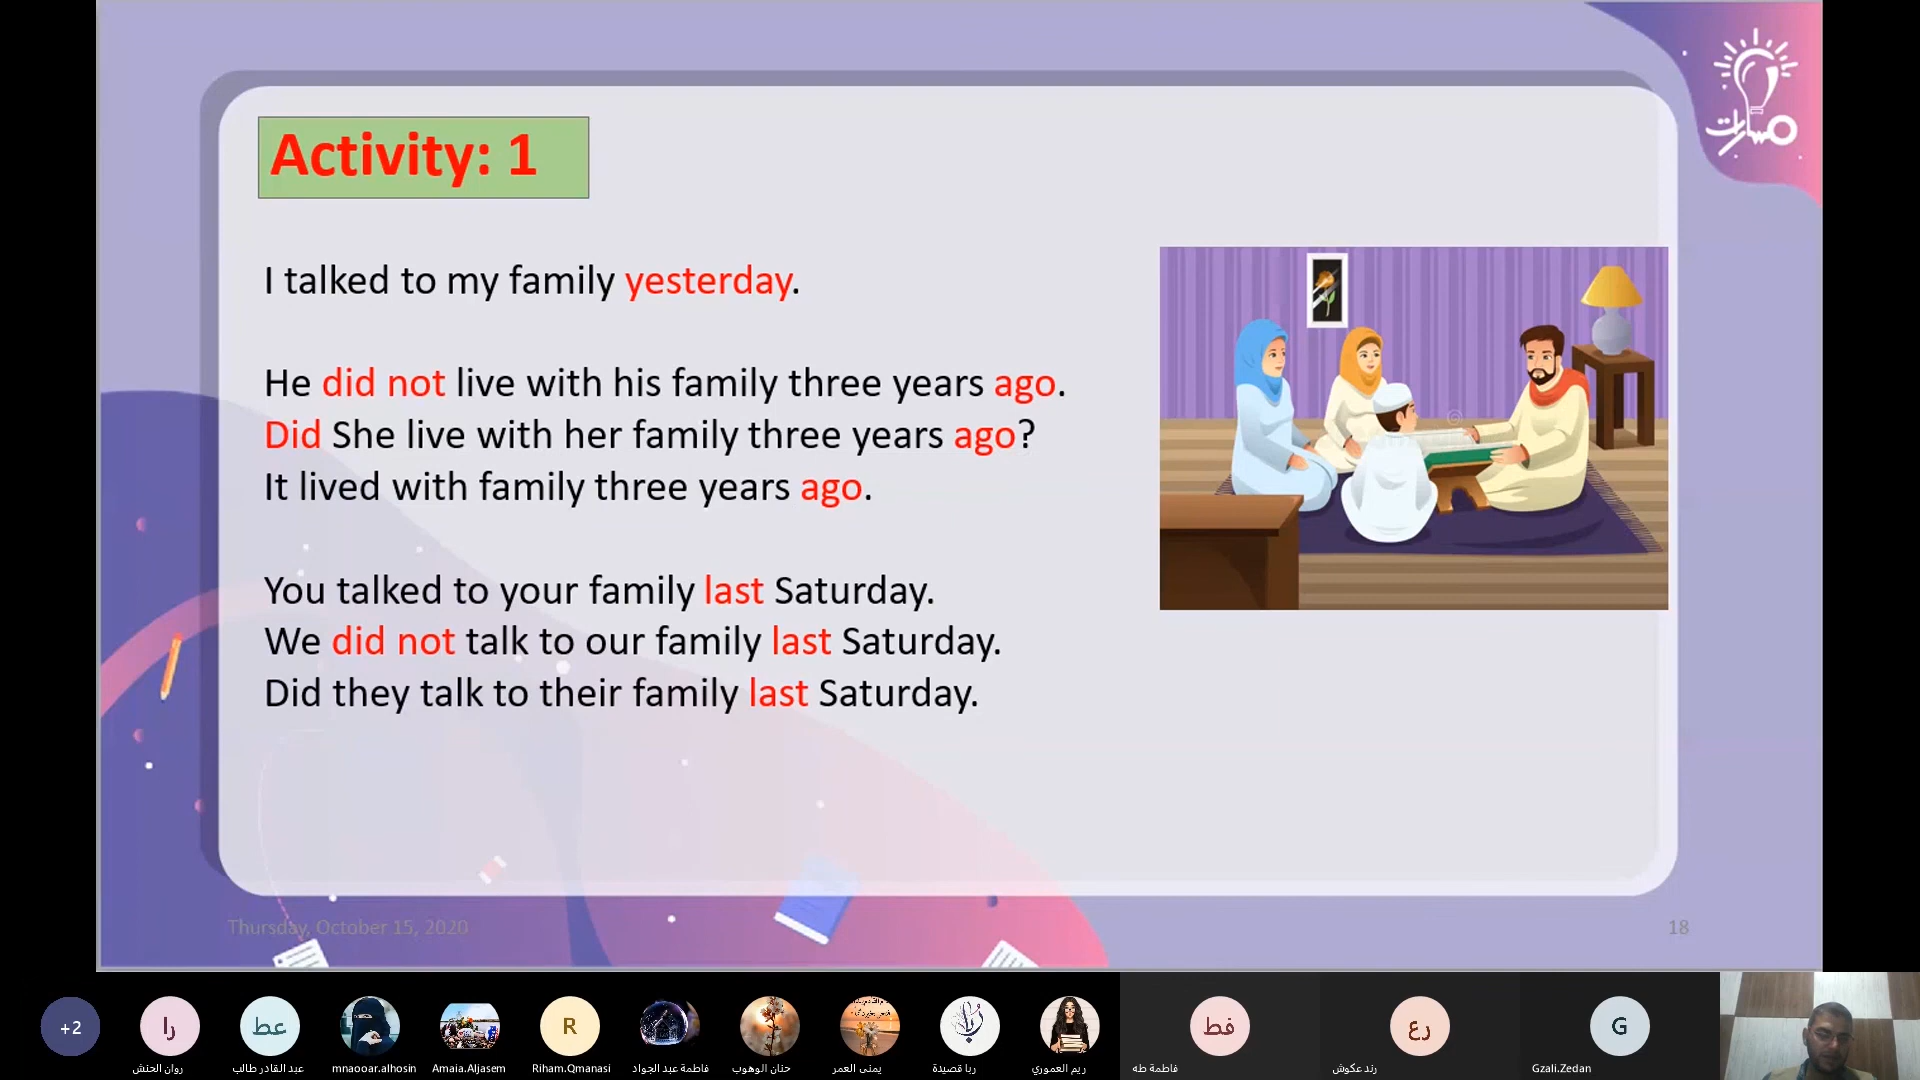 مسارات
Activity: 1
I talked to my family yesterday.
He did not live with his family three years ago.
Did She live with her family three years ago?
It lived with family three years ago.
You talked to your family last Saturday.
We did not talk to our family last Saturday.
Did they talk to their family last Saturday.
Thursday, October 15, 2020
18
+2
را
عط
R
فط
رع
G
روان الحنش
عبد القادر طالب
mnaooar.alhosin
Amaia.Aljasem
Riham.Qmanasi
فاطمة عبد الجواد
حنان الوهوب
يمنى العمر
ربا قصيدة
ريم العموري
فاطمة طه
رند عكوش
Gzali.Zedan